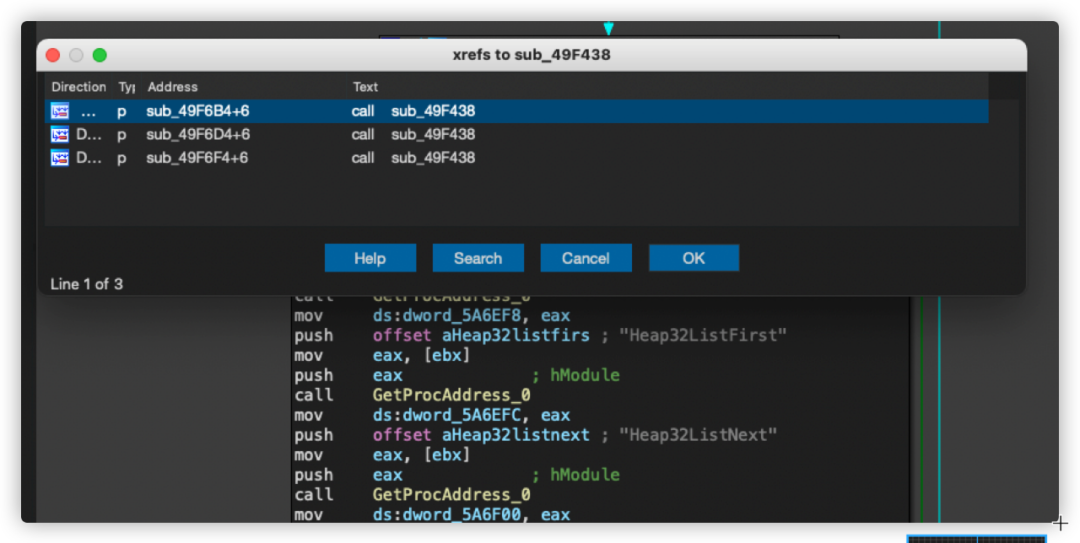 xrefs to sub_49F438
Direction Typ Address Text
... p sub_49F6B4+6 call sub_49F438
D... p sub_49F6D4+6 call sub_49F438
D... p sub_49F6F4+6 call sub_49F438
Help Search Cancel OK
Line 1 of 3
call GetProcAddress_0
mov ds:dword_5A6EF8, eax
push offset aHeap32listfirs ; "Heap32ListFirst"
mov eax, [ebx]
push eax ; hModule
call GetProcAddress_0
mov ds:dword_5A6EFC, eax
push offset aHeap32listnext ; "Heap32ListNext"
mov eax, [ebx]
push eax ; hModule
call GetProcAddress_0
mov ds:dword_5A6F00, eax